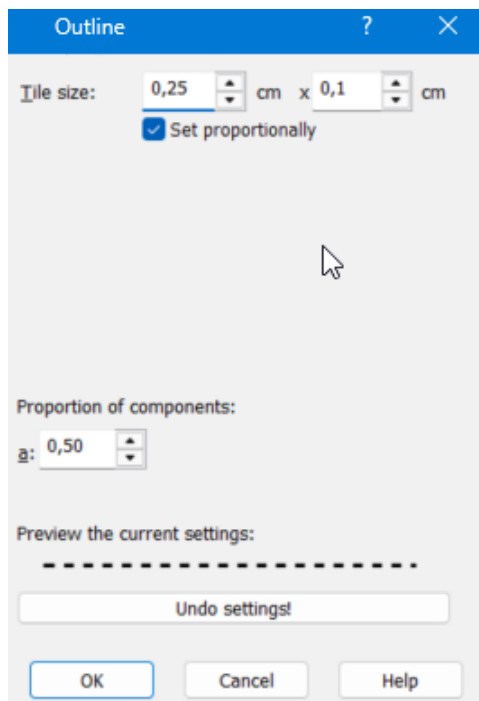 Outline ?
Tile size: 0,25 cm x 0,1 cm
Set proportionally
Proportion of components:
a: 0,50
Preview the current settings:
Undo settings!
OK Cancel Help